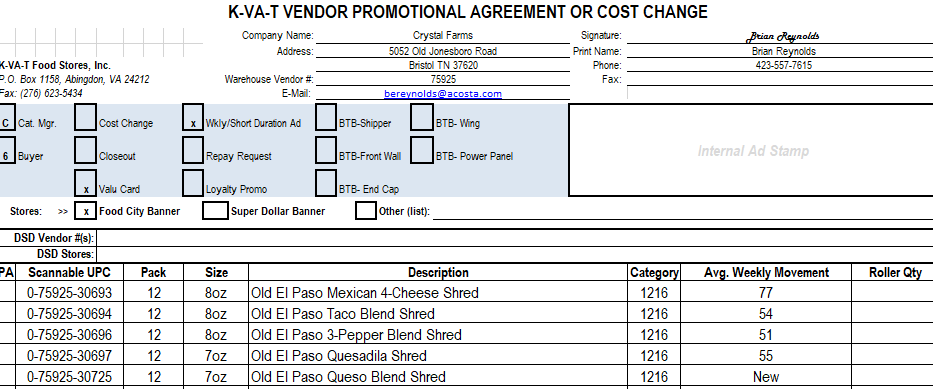 K-VA-T VENDOR PROMOTIONAL AGREEMENT OR COST CHANGE
Company Name: Crystal Farms Signature: Brian Reynolds
Address: 5052 Old Jonesboro Road Print Name: Brian Reynolds
K-VA-T Food Stores, Inc. Bristol TN 37620 Phone: 423-557-7615
P.O. Box 1158, Abingdon, VA 24212 Warehouse Vendor #: 75925 Fax:
Fax: (276) 623-5434 E-Mail: bereynolds@acosta.com
C Cat. Mgr. Cost Change x Wkly/Short Duration Ad BTB-Shipper BTB- Wing
6 Buyer Closeout Repay Request BTB-Front Wall BTB- Power Panel Internal Ad Stamp
x Valu Card Loyalty Promo BTB- End Cap
Stores: >> x Food City Banner Super Dollar Banner Other (list):
DSD Vendor #(s):
DSD Stores:
PA Scannable UPC Pack Size Description Category Avg. Weekly Movement Roller Qty
0-75925-30693 12 8oz Old El Paso Mexican 4-Cheese Shred 1216 77
0-75925-30694 12 8oz Old El Paso Taco Blend Shred 1216 54
0-75925-30696 12 8oz Old El Paso 3-Pepper Blend Shred 1216 51
0-75925-30697 12 7oz Old El Paso Quesadila Shred 1216 55
0-75925-30725 12 7oz Old El Paso Queso Blend Shred 1216 New